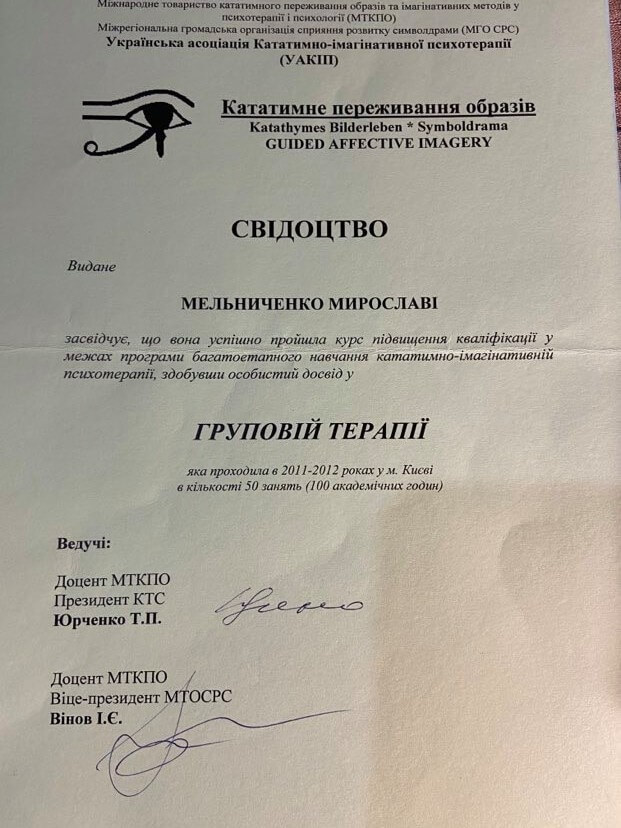 Міжнародне товариство кататимного переживання образів та імагінативних методів у
психотерапії і психології (МТКПО)
Міжрегіональна громадська організація сприяння розвитку символдрами (МГО СРС)
Українська асоціація Кататимно-імагінативної психотерапії
(УАКІП)
Кататимне переживання образів
Katathymes Bilderleben * Symboldrama
GUIDED AFFECTIVE IMAGERY
СВІДОЦТВО
Видане
МЕЛЬНИЧЕНКО МИРОСЛАВІ
засвідчує, що вона успішно пройшла курс підвищення кваліфікації у
межах програми багатоетапного навчання кататимно-імагінативній
психотерапії, здобувши особистий досвід у
ГРУПОВІЙ ТЕРАПІЇ
яка проходила в 2011-2012 роках у м. Києві
в кількості 50 занять (100 академічних годин)
Ведучі:
Доцент МТКПО
Президент КТС
Юрченко Т.П.
Доцент МТКПО
Віце-президент МТОСРС
Вінов І.Є.